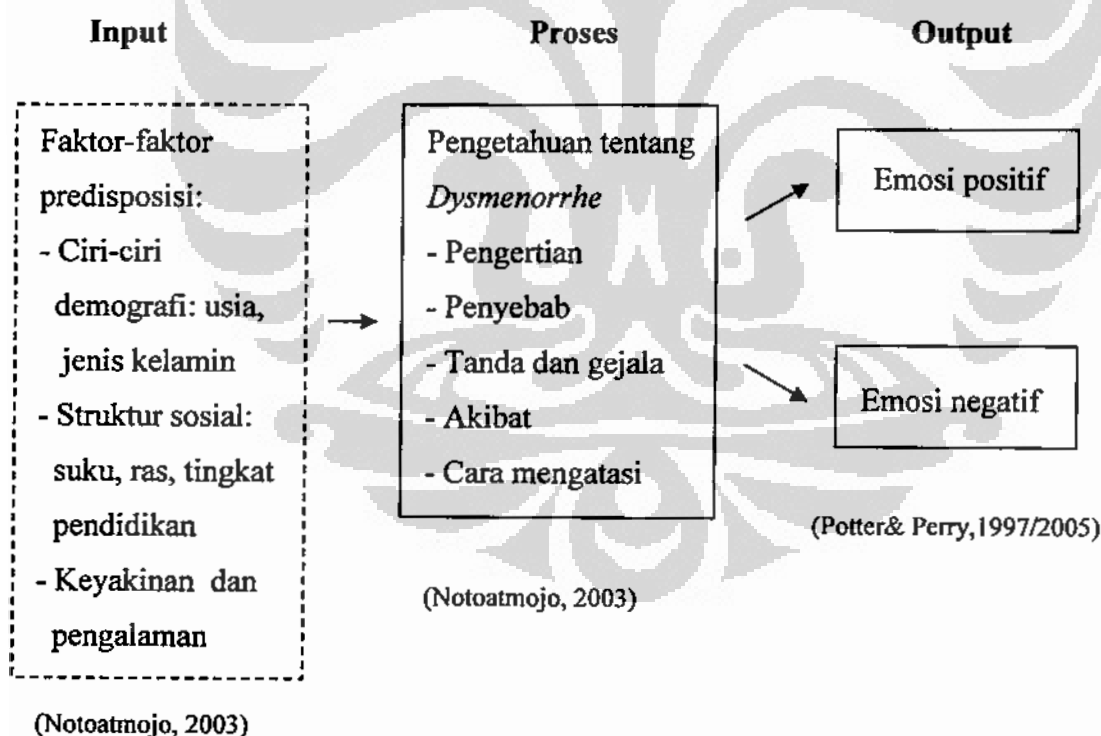 Input
Proses
Output
Faktor-faktor
predisposisi:
- Ciri-ciri
demografi: usia,
jenis kelamin
- Struktur sosial:
suku, ras, tingkat
pendidikan
- Keyakinan dan
pengalaman
(Notoatmojo, 2003)
Pengetahuan tentang
Dysmenorrhe
- Pengertian
- Penyebab
- Tanda dan gejala
- Akibat
- Cara mengatasi
(Notoatmojo, 2003)
Emosi positif
Emosi negatif
(Potter& Perry,1997/2005)